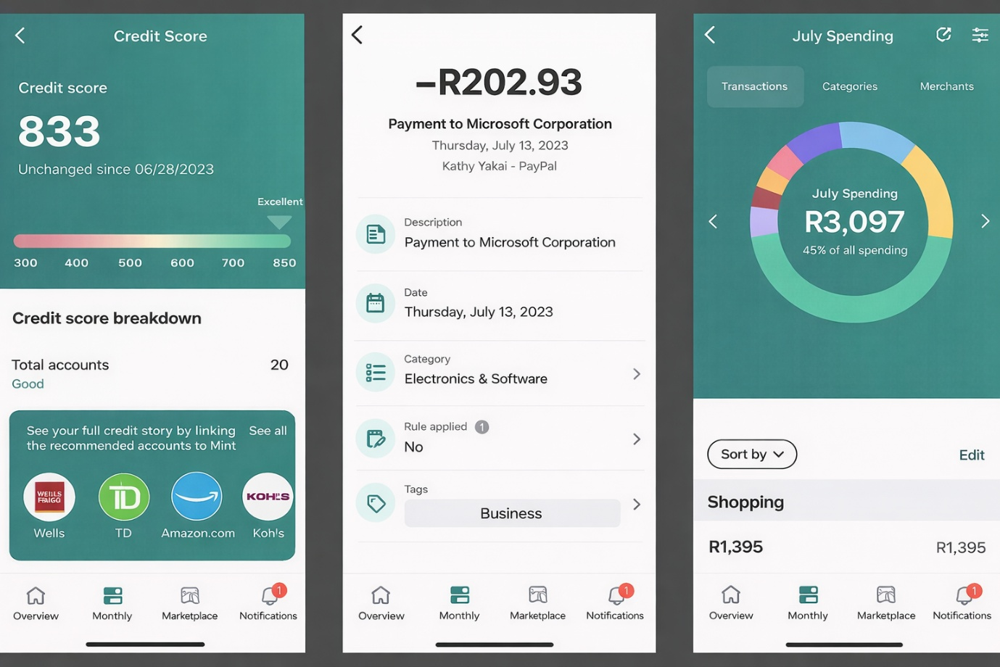 Credit Score
Credit score
833
Unchanged since 06/28/2023
Excellent
300 400 500 600 700 850
Credit score breakdown
Total accounts 20
Good
See your full credit story by linking See all
the recommended accounts to Mint
WEIILS
FRAIGO
TD
KOHL'S
Wells TD Amazon.com Koh's
Overview Monthly Marketplace Notifications
1
–R202.93
Payment to Microsoft Corporation
Thursday, July 13, 2023
Kathy Yakai - PayPal
Description
Payment to Microsoft Corporation
Date
Thursday, July 13, 2023
Category
Electronics & Software
Rule applied 1
No
Tags
Business
Overview Monthly Marketplace Notifications
1
July Spending
Transactions Categories Merchants
July Spending
R3,097
45% of all spending
Sort by Edit
Shopping
R1,395 R1,395
Overview Monthly Marketplace Notifications
1